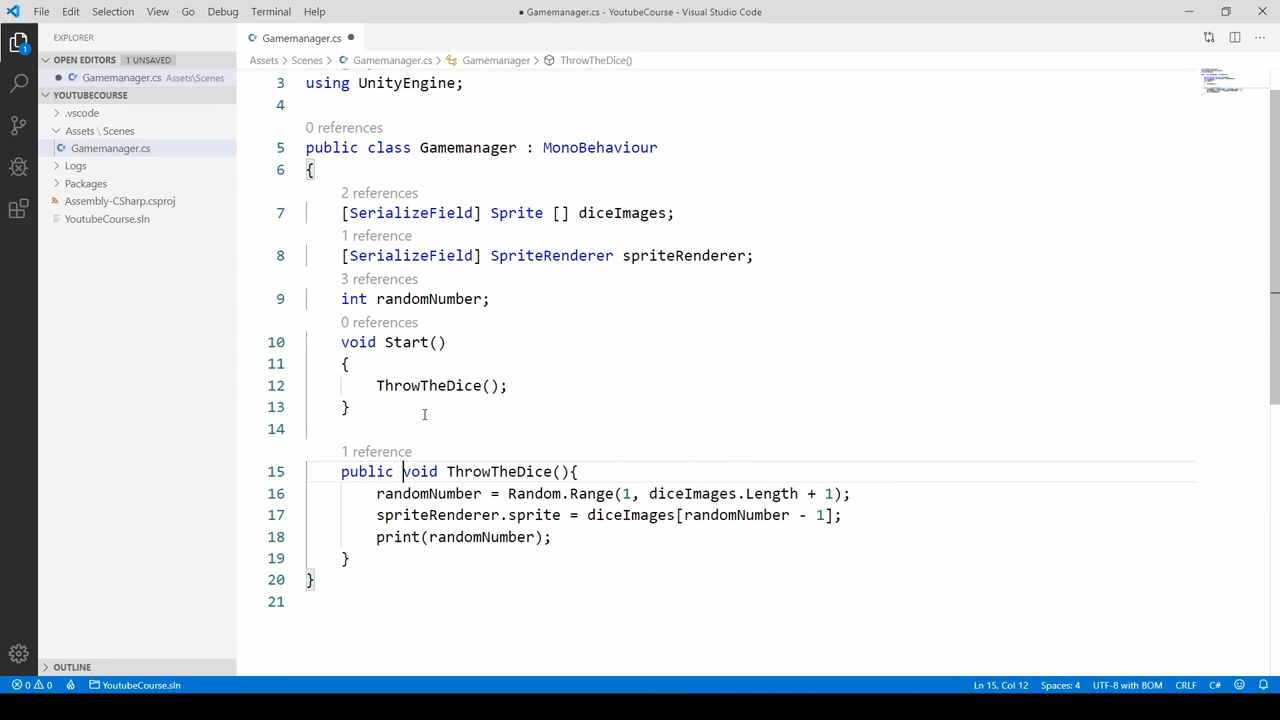 File Edit Selection View Go Debug Terminal Help
● Gamemanager.cs - YoutubeCourse - Visual Studio Code
EXPLORER
OPEN EDITORS 1 UNSAVED
● Gamemanager.cs Assets\Scenes
YOUTUBECOURSE
.vscode
Assets \ Scenes
Gamemanager.cs
Logs
Packages
Assembly-CSharp.csproj
YoutubeCourse.sln
OUTLINE
1
Gamemanager.cs ●
Assets > Scenes > Gamemanager.cs > Gamemanager > ThrowTheDice()
3 using UnityEngine;
4
0 references
5 public class Gamemanager : MonoBehaviour
6 {
2 references
7 [SerializeField] Sprite [] diceImages;
1 reference
8 [SerializeField] SpriteRenderer spriteRenderer;
3 references
9 int randomNumber;
0 references
10 void Start()
11 {
12 ThrowTheDice();
13 }
14
1 reference
15 public void ThrowTheDice(){
16 randomNumber = Random.Range(1, diceImages.Length + 1);
17 spriteRenderer.sprite = diceImages[randomNumber - 1];
18 print(randomNumber);
19 }
20 }
21
0 0 YoutubeCourse.sln Ln 15, Col 12 Spaces: 4 UTF-8 with BOM CRLF C#